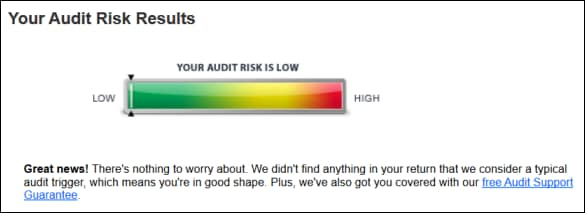 Your Audit Risk Results
YOUR AUDIT RISK IS LOW
LOW
HIGH
Great news! There's nothing to worry about. We didn't find anything in your return that we consider a typical
audit trigger, which means you're in good shape. Plus, we've also got you covered with our free Audit Support
Guarantee.